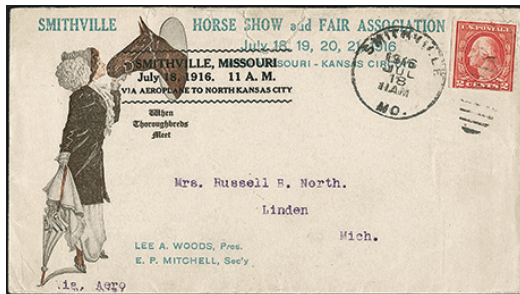 SMITHVILLE HORSE SHOW and FAIR ASSOCIATION
July 18, 19, 20, 21, 1916
SMITHVILLE, MISSOURI
MISSOURI - KANSAS CITY
July 18, 1916. 11 A. M.
VIA AEROPLANE TO NORTH KANSAS CITY
When
Thoroughbreds
Meet
SMITHVILLE
1916
JUL
18
11AM
MO.
U.S. POSTAGE
2 CENTS 2
Mrs. Russell E. North.
Linden
Mich.
LEE A. WOODS, Pres.
E. P. MITCHELL, Sec'y
Via, Aero